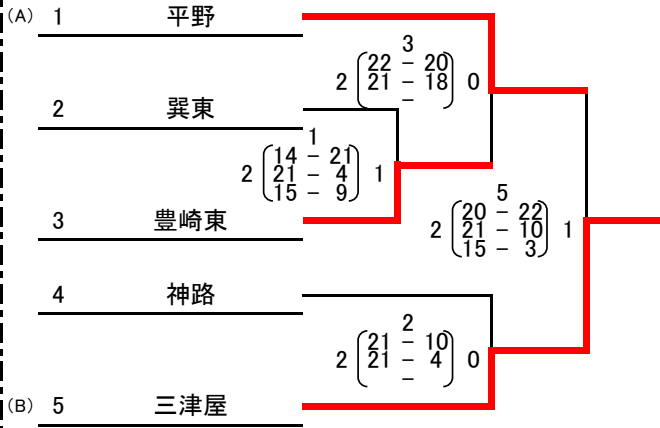 (A) 1 平野
3
22 - 20
2 21 - 18 0
-
2 巽東
1
14 - 21
2 21 - 4 1
15 - 9
3 豊崎東
5
20 - 22
2 21 - 10 1
15 - 3
4 神路
2
21 - 10
2 21 - 4 0
-
(B) 5 三津屋